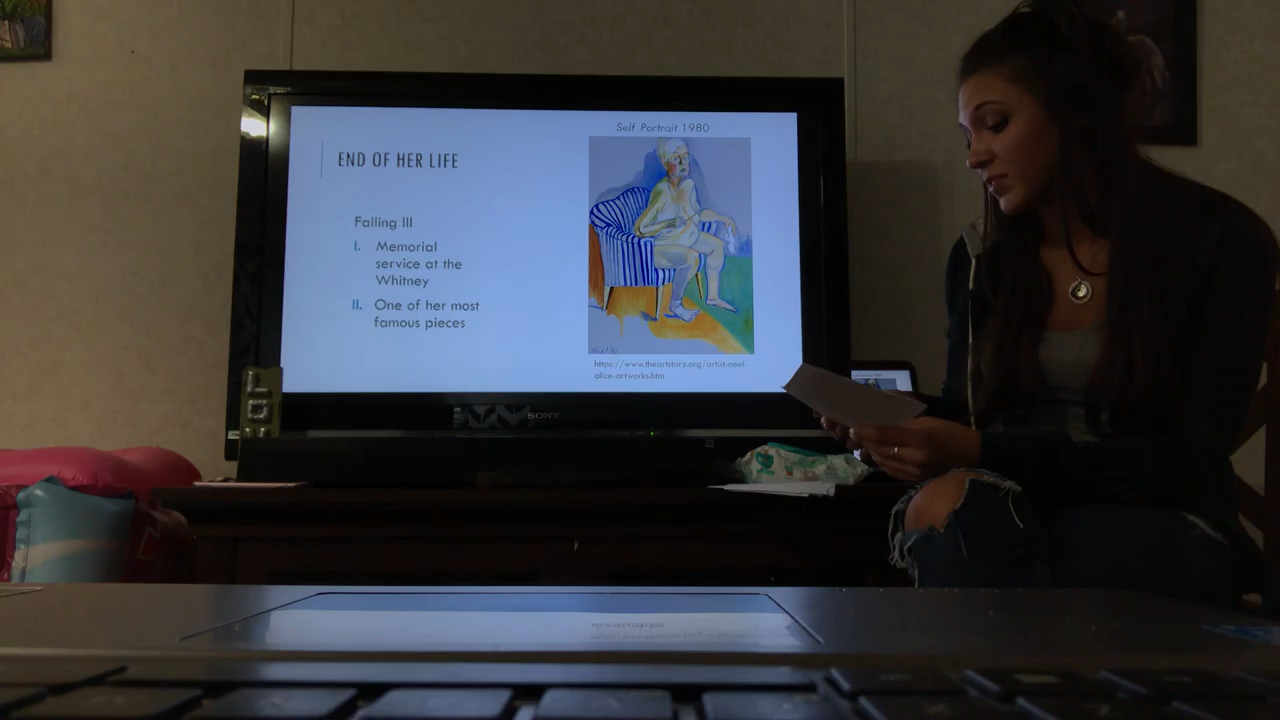 Self Portrait 1980
END OF HER LIFE
Falling III
I. Memorial
service at the
Whitney
II. One of her most
famous pieces
https://www.theartstory.org/artist-neel-
alice-artworks.htm
SONY